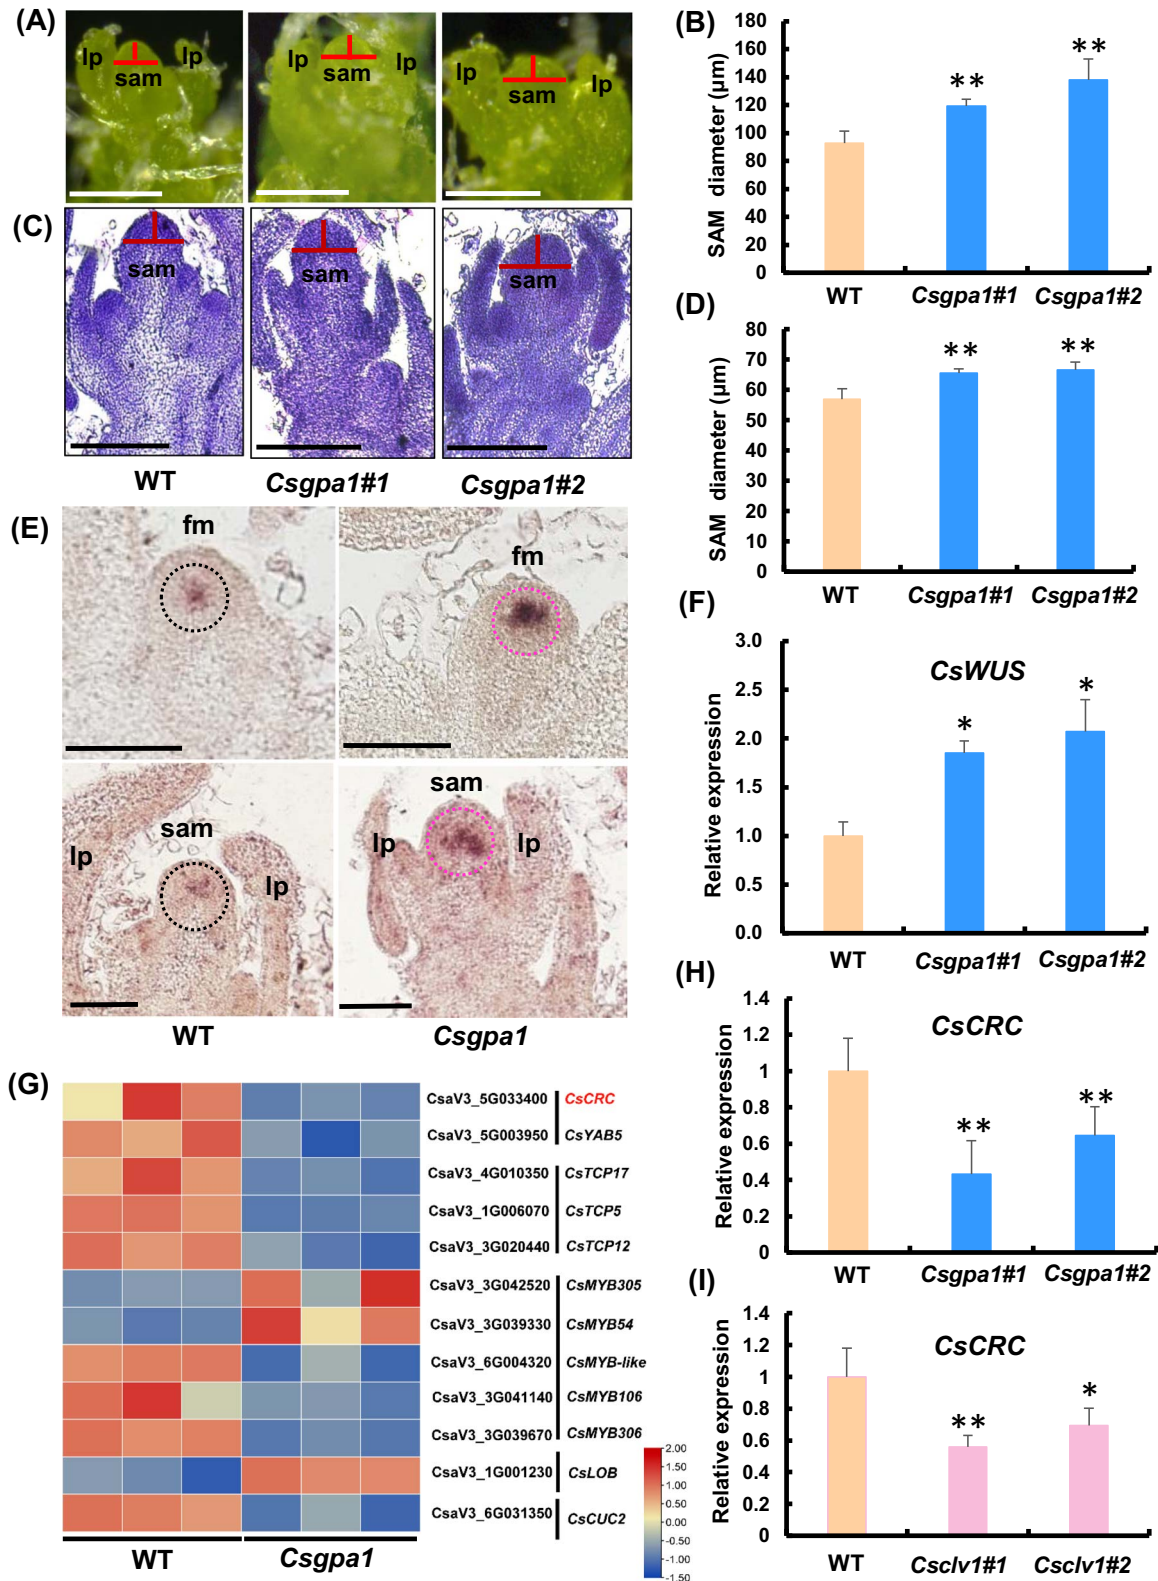 (A)
lp
sam
lp
sam
lp
sam
lp
(B)
SAM diameter (µm)
180
160
140
120
100
80
60
40
20
0
**
**
WT
Csgpa1#1
Csgpa1#2
(C)
sam
sam
sam
WT
Csgpa1#1
Csgpa1#2
(D)
SAM diameter (µm)
80
70
60
50
40
30
20
10
0
**
**
WT
Csgpa1#1
Csgpa1#2
(E)
fm
fm
sam
lp
lp
sam
lp
lp
WT
Csgpa1
(F)
Relative expression
3.0
2.5
2.0
1.5
1.0
0.5
0.0
CsWUS
*
*
WT
Csgpa1#1
Csgpa1#2
(G)
CsaV3_5G033400 CsCRC
CsaV3_5G003950 CsYAB5
CsaV3_4G010350 CsTCP17
CsaV3_1G006070 CsTCP5
CsaV3_3G020440 CsTCP12
CsaV3_3G042520 CsMYB305
CsaV3_3G039330 CsMYB54
CsaV3_6G004320 CsMYB-like
CsaV3_3G041140 CsMYB106
CsaV3_3G039670 CsMYB306
CsaV3_1G001230 CsLOB
CsaV3_6G031350 CsCUC2
WT
Csgpa1
2.00
1.50
1.00
0.50
0.00
-0.50
-1.00
-1.50
(H)
Relative expression
1.4
1.2
1
0.8
0.6
0.4
0.2
0
CsCRC
**
**
WT
Csgpa1#1
Csgpa1#2
(I)
Relative expression
1.4
1.2
1
0.8
0.6
0.4
0.2
0
CsCRC
**
*
WT
Csclv1#1
Csclv1#2